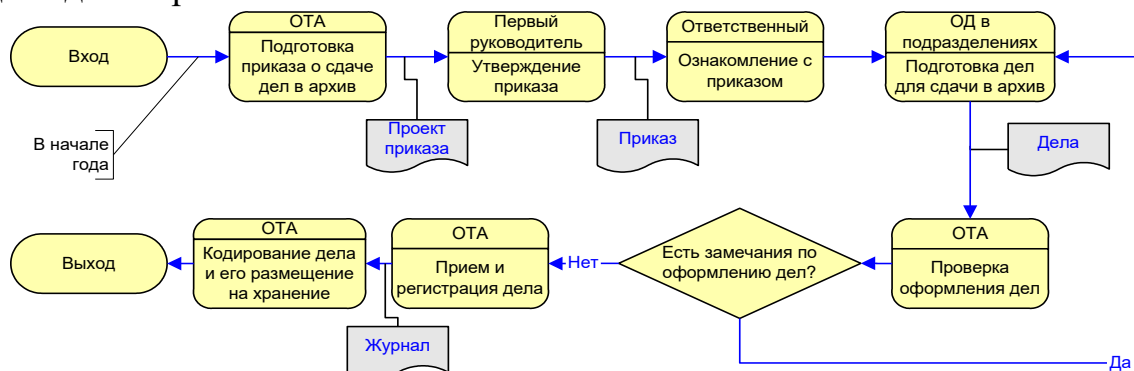 Вход
В начале
года
ОТА
Подготовка
приказа о сдаче
дел в архив
Проект
приказа
Первый
руководитель
Утверждение
приказа
Приказ
Ответственный
Ознакомление с
приказом
ОД в
подразделениях
Подготовка дел
для сдачи в архив
Дела
ОТА
Проверка
оформления дел
Есть замечания по
оформлению дел?
Да
Нет
ОТА
Прием и
регистрация дела
Журнал
ОТА
Кодирование дела
и его размещение
на хранение
Выход